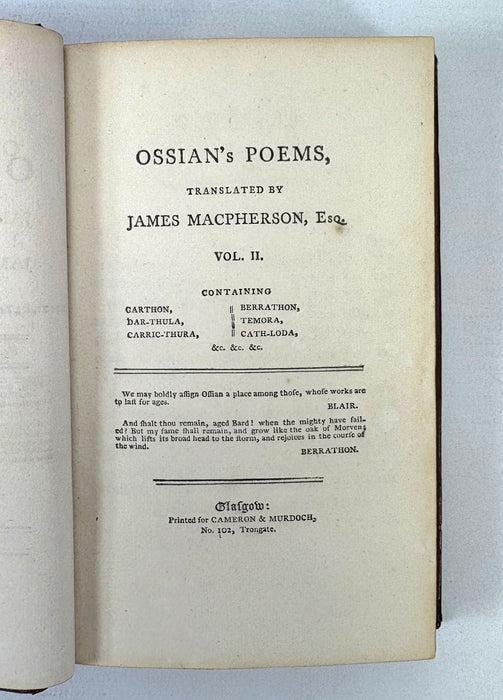 OSSIAN's POEMS,
TRANSLATED BY
JAMES MACPHERSON, Esq.
VOL. II.
CONTAINING
CARTHON, || BERRATHON,
DAR-THULA, || TEMORA,
CARRIC-THURA, || CATH-LODA,
&c. &c. &c.
We may boldly aſſign Oſſian a place among thoſe, whoſe works are
to laſt for ages.
BLAIR.
And ſhalt thou remain, aged Bard! when the mighty have fail-
ed? But my fame ſhall remain, and grow like the oak of Morven;
which lifts its broad head to the ſtorm, and rejoices in the courſe of
the wind.
BERRATHON.
Glaſgow:
Printed for CAMERON & MURDOCH,
No. 102, Trongate.